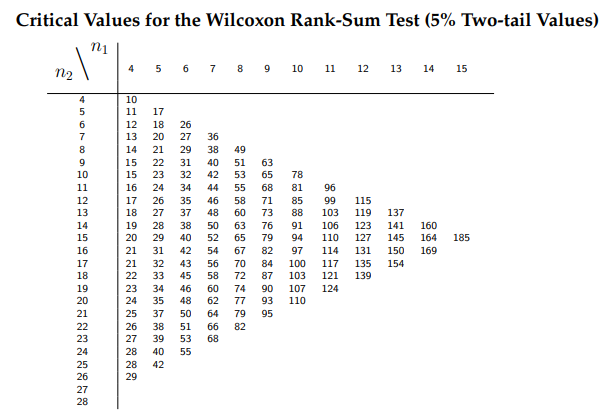 Critical Values for the Wilcoxon Rank-Sum Test (5% Two-tail Values)
n1
n2 4 5 6 7 8 9 10 11 12 13 14 15
4 10
5 11 17
6 12 18 26
7 13 20 27 36
8 14 21 29 38 49
9 15 22 31 40 51 63
10 15 23 32 42 53 65 78
11 16 24 34 44 55 68 81 96
12 17 26 35 46 58 71 85 99 115
13 18 27 37 48 60 73 88 103 119 137
14 19 28 38 50 63 76 91 106 123 141 160
15 20 29 40 52 65 79 94 110 127 145 164 185
16 21 31 42 54 67 82 97 114 131 150 169
17 21 32 43 56 70 84 100 117 135 154
18 22 33 45 58 72 87 103 121 139
19 23 34 46 60 74 90 107 124
20 24 35 48 62 77 93 110
21 25 37 50 64 79 95
22 26 38 51 66 82
23 27 39 53 68
24 28 40 55
25 28 42
26 29
27
28